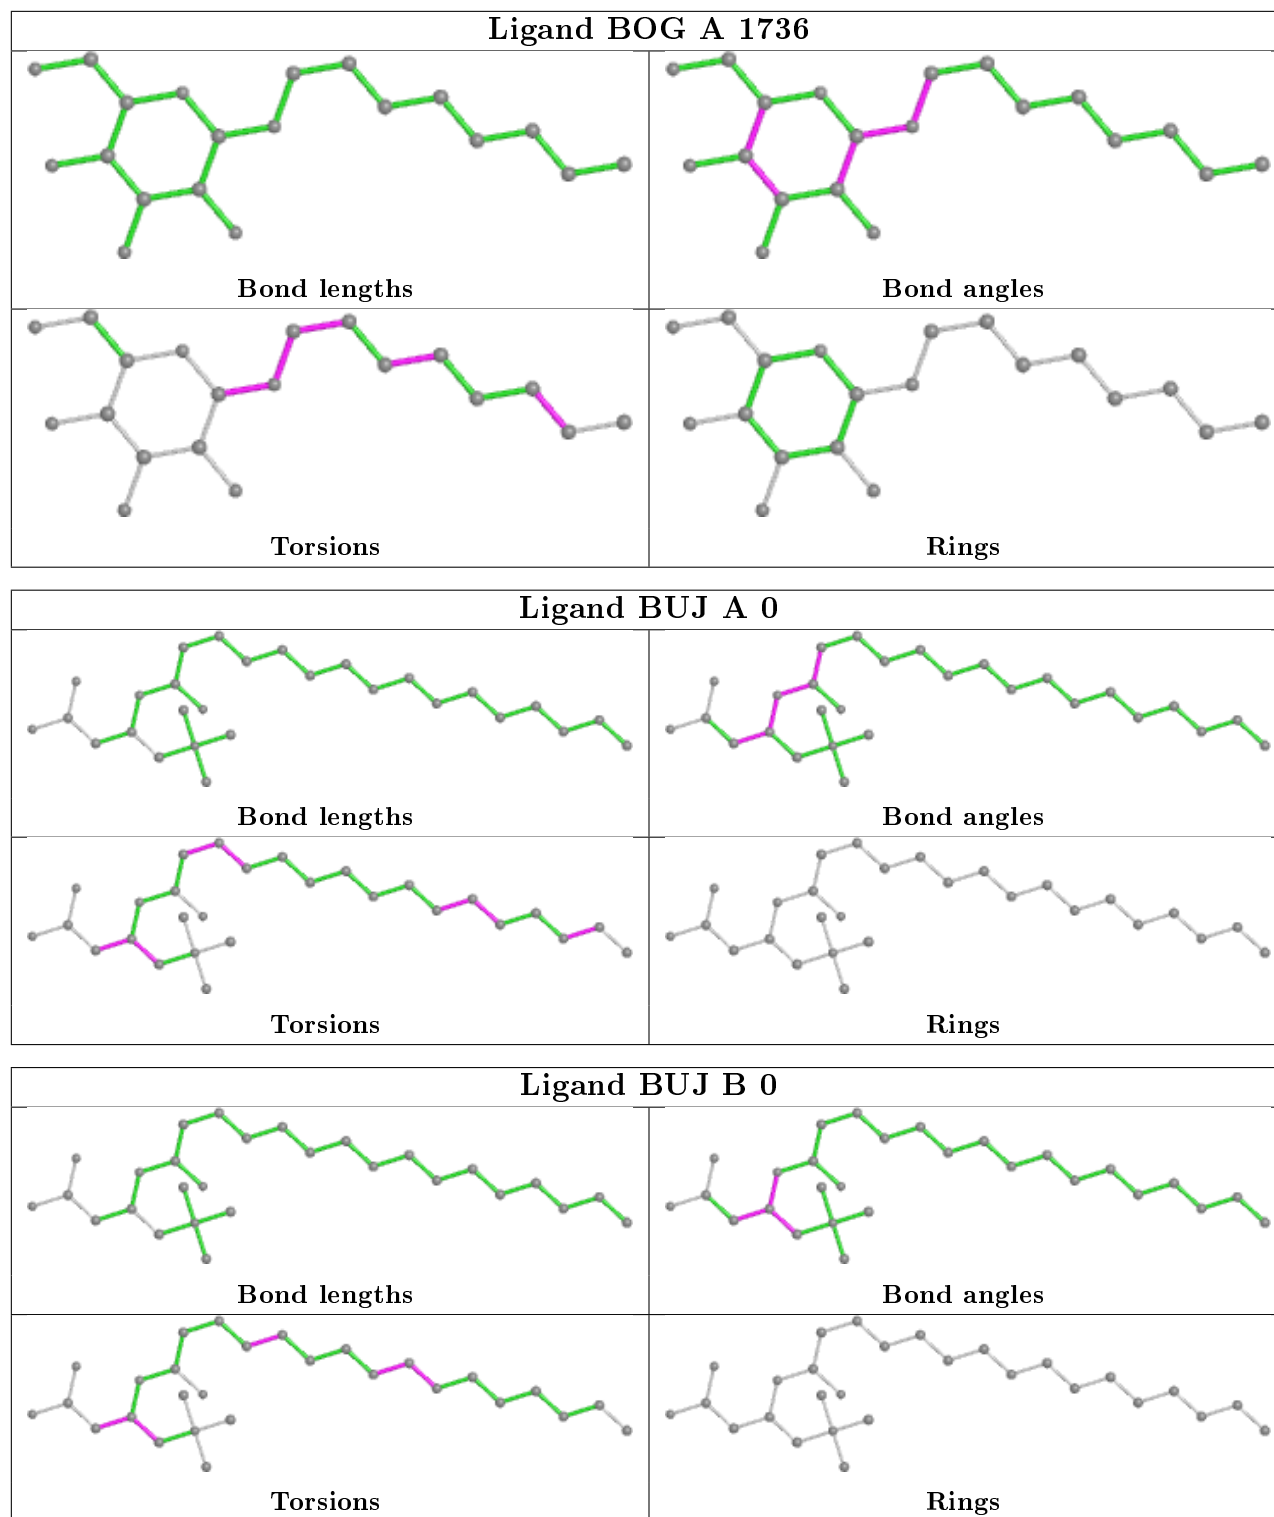 Ligand BOG A 1736
Bond lengths
Bond angles
Torsions
Rings
Ligand BUJ A 0
Bond lengths
Bond angles
Torsions
Rings
Ligand BUJ B 0
Bond lengths
Bond angles
Torsions
Rings